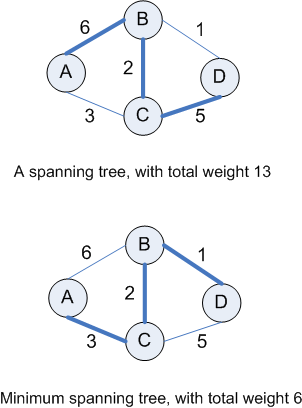 B
6
1
A
2
D
3
C
5
A spanning tree, with total weight 13
B
6
1
A
2
D
3
C
5
Minimum spanning tree, with total weight 6